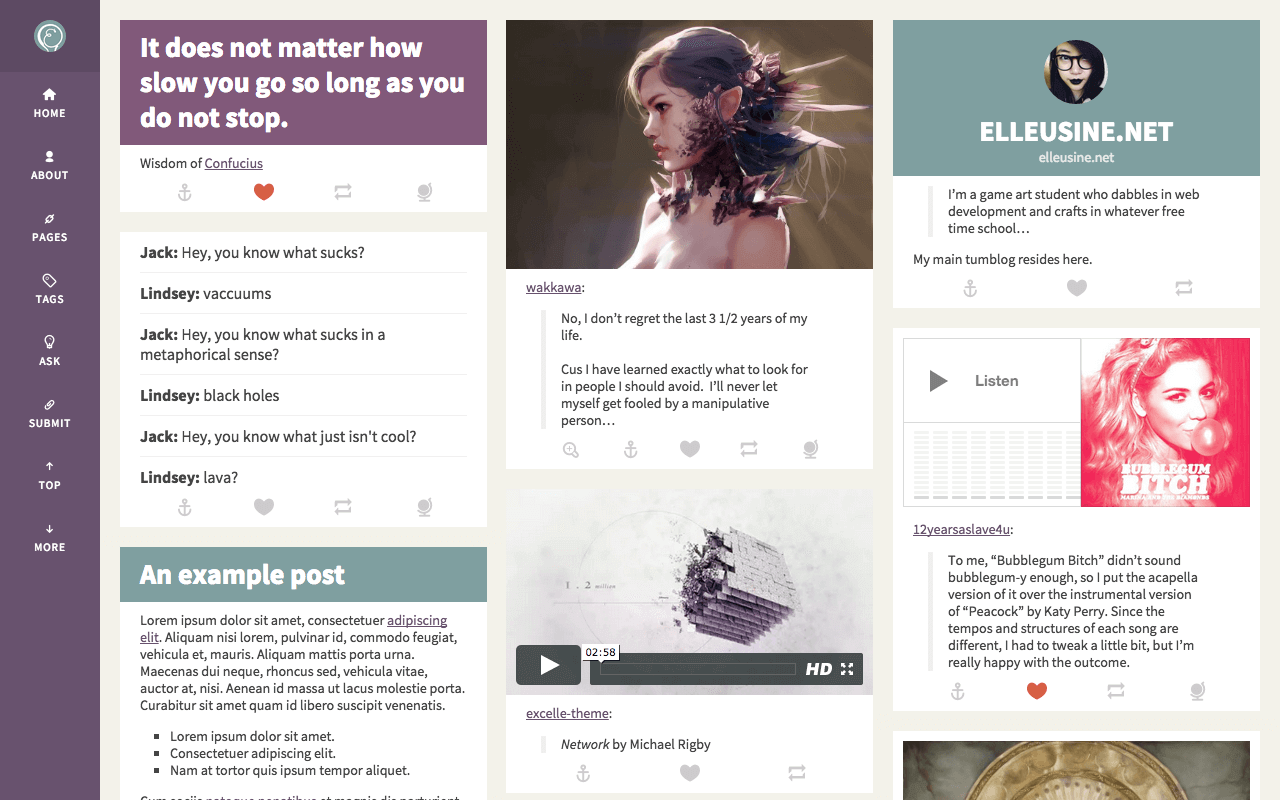 HOME
ABOUT
PAGES
TAGS
ASK
SUBMIT
TOP
MORE
It does not matter how
slow you go so long as you
do not stop.
Wisdom of Confucius
Jack: Hey, you know what sucks?
Lindsey: vaccuums
Jack: Hey, you know what sucks in a
metaphorical sense?
Lindsey: black holes
Jack: Hey, you know what just isn't cool?
Lindsey: lava?
An example post
Lorem ipsum dolor sit amet, consectetuer adipiscing
elit. Aliquam nisi lorem, pulvinar id, commodo feugiat,
vehicula et, mauris. Aliquam mattis porta urna.
Maecenas dui neque, rhoncus sed, vehicula vitae,
auctor at, nisi. Aenean id massa ut lacus molestie porta.
Curabitur sit amet quam id libero suscipit venenatis.
Lorem ipsum dolor sit amet.
Consectetuer adipiscing elit.
Nam at tortor quis ipsum tempor aliquet.
wakkawa:
No, I don’t regret the last 3 1/2 years of my
life.
Cus I have learned exactly what to look for
in people I should avoid.  I’ll never let
myself get fooled by a manipulative
person…
1.2 million
02:58
HD
excelle-theme:
Network by Michael Rigby
ELLEUSINE.NET
elleusine.net
I’m a game art student who dabbles in web
development and crafts in whatever free
time school…
My main tumblog resides here.
Listen
BUBBLEGUM
BITCH
MARINA AND THE DIAMONDS
12yearsaslave4u:
To me, “Bubblegum Bitch” didn’t sound
bubblegum-y enough, so I put the acapella
version of it over the instrumental version
of “Peacock” by Katy Perry. Since the
tempos and structures of each song are
different, I had to tweak a little bit, but I’m
really happy with the outcome.